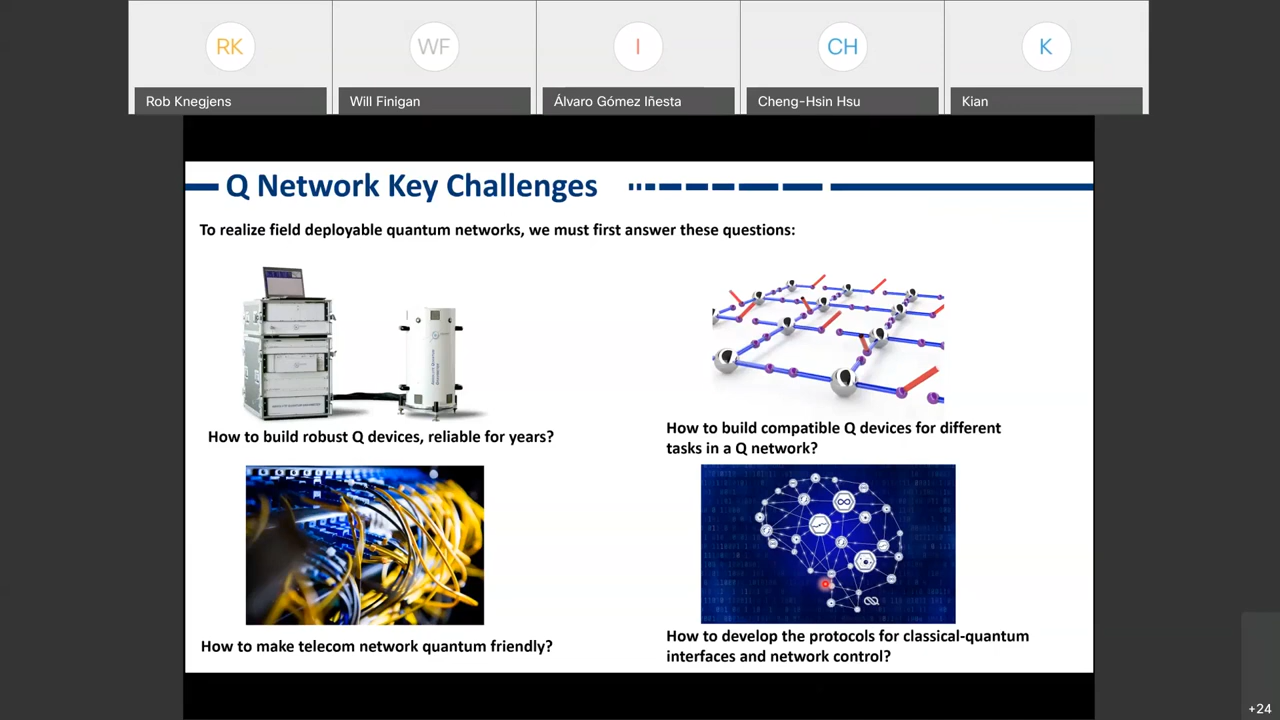 RK
WF
I
CH
K
Rob Knegjens
Will Finigan
Álvaro Gómez Iñesta
Cheng-Hsin Hsu
Kian
Q Network Key Challenges
To realize field deployable quantum networks, we must first answer these questions:
How to build robust Q devices, reliable for years?
How to build compatible Q devices for different
tasks in a Q network?
How to make telecom network quantum friendly?
How to develop the protocols for classical-quantum
interfaces and network control?
+24